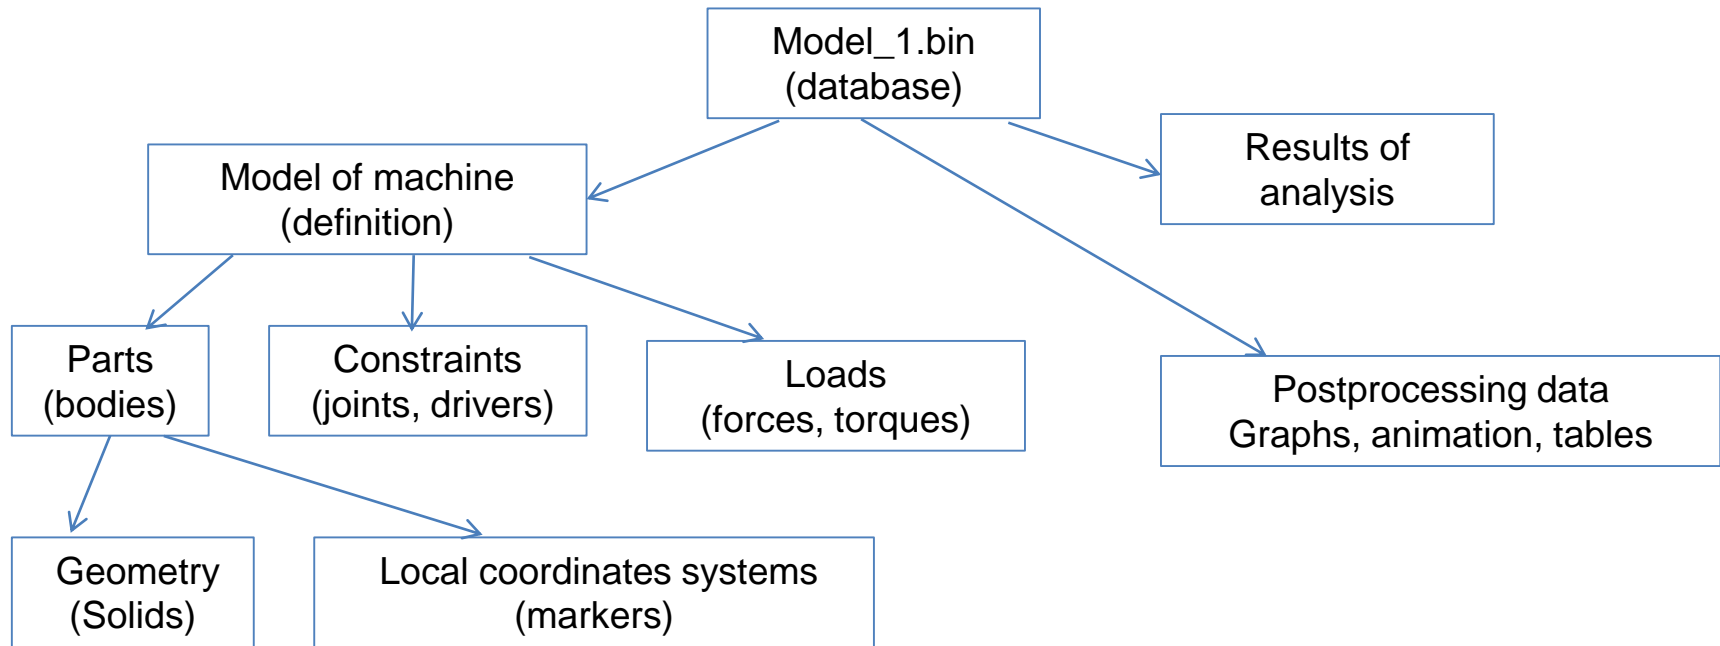 Model_1.bin
(database)
Model of machine
(definition)
Results of
analysis
Parts
(bodies)
Constraints
(joints, drivers)
Loads
(forces, torques)
Postprocessing data
Graphs, animation, tables
Geometry
(Solids)
Local coordinates systems
(markers)